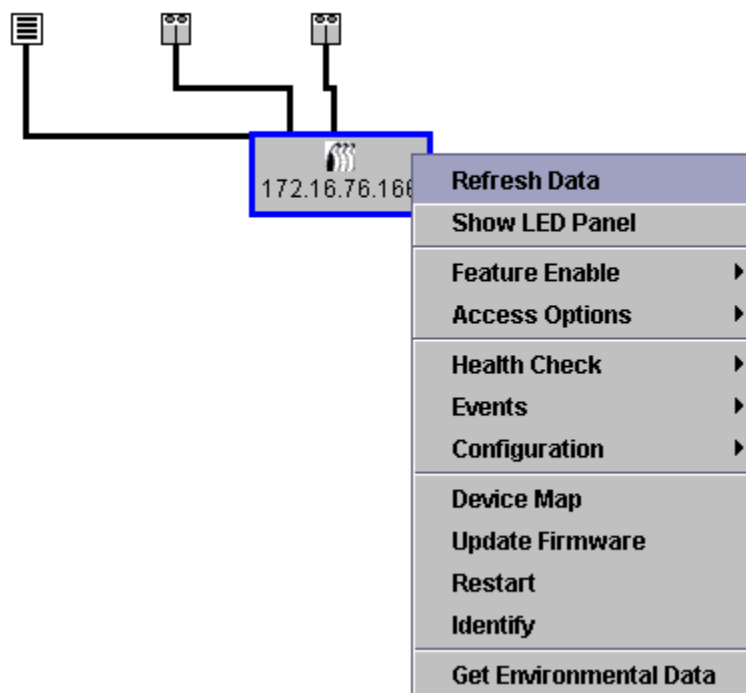 172.16.76.166
Refresh Data
Show LED Panel
Feature Enable
Access Options
Health Check
Events
Configuration
Device Map
Update Firmware
Restart
Identify
Get Environmental Data